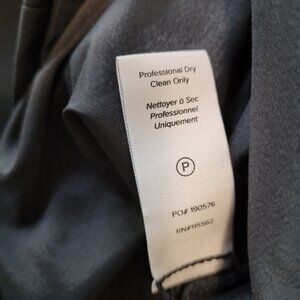 Professional Dry
Clean Only
Nettoyer à Sec
Professionnel
Uniquement
P
PO# 190576
RN#115562